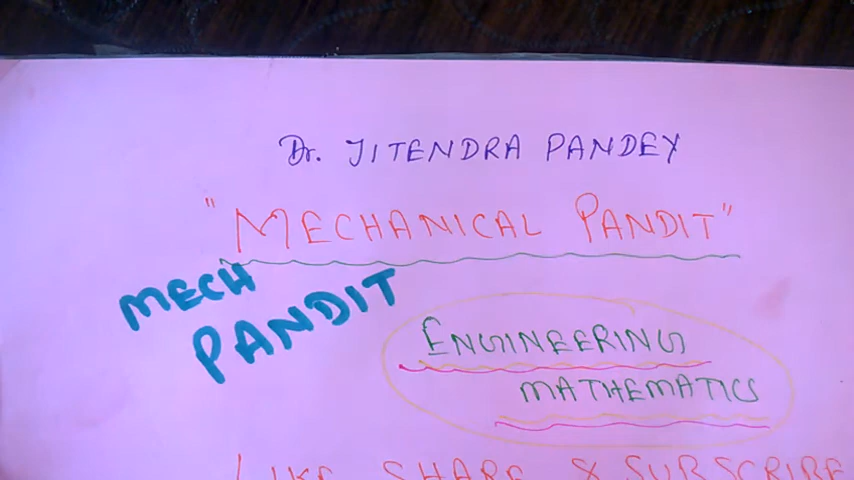 Dr. JITENDRA PANDEY
"MECHANICAL PANDIT"
MECH
PANDIT
ENGINEERING
MATHEMATICS
LIKE SHARE & SUBSCRIBE